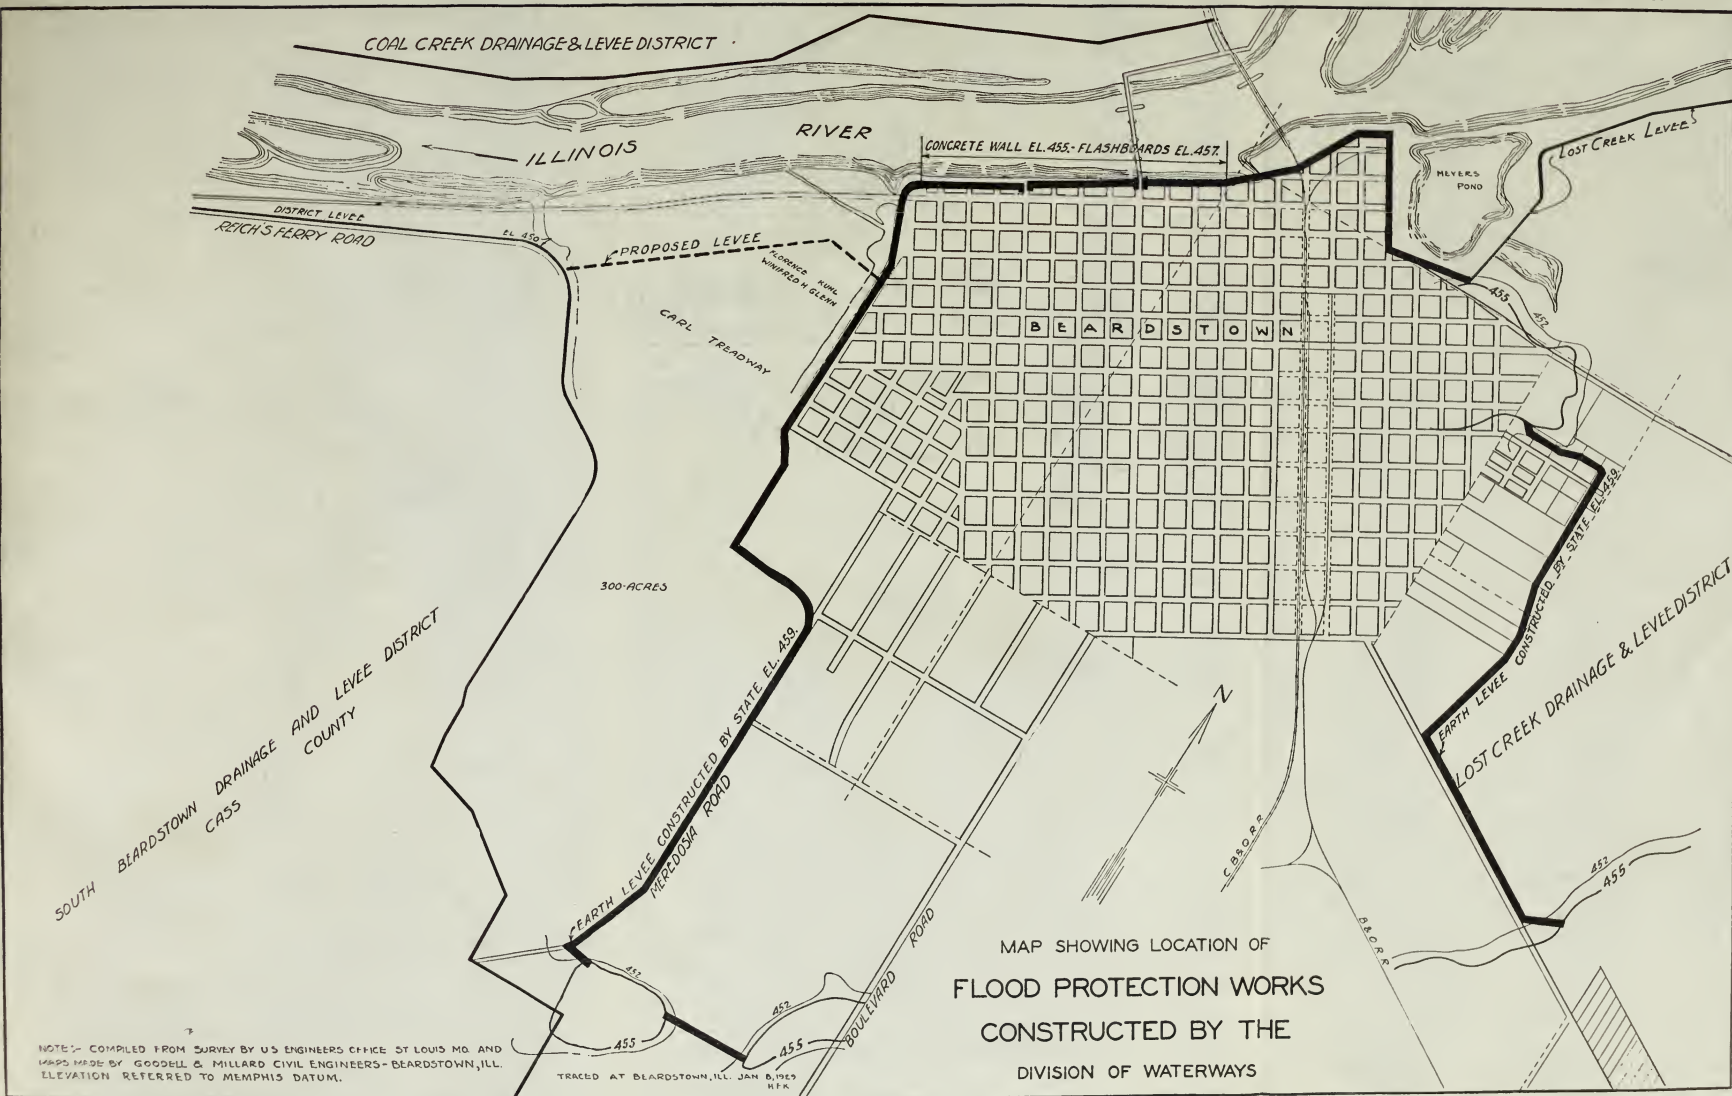 COAL CREEK DRAINAGE & LEVEE DISTRICT
ILLINOIS RIVER
CONCRETE WALL EL.455.- FLASHBOARDS EL.457.
LOST CREEK LEVEE
MEYERS
POND
DISTRICT LEVEE
REICH'S FERRY ROAD
EL 450
PROPOSED LEVEE
FLORENCE KUHL
WINIFRED H GLENN
CARL TREADWAY
BEARDSTOWN
455
452
300-ACRES
SOUTH BEARDSTOWN DRAINAGE AND LEVEE DISTRICT
CASS COUNTY
EARTH LEVEE CONSTRUCTED BY STATE EL. 459.
MEREDOSIA ROAD
BOULEVARD ROAD
EARTH LEVEE CONSTRUCTED BY STATE EL. 459.
LOST CREEK DRAINAGE & LEVEE DISTRICT
Z
C B & Q R R
B & O R R
452
455
452
455
452
455
MAP SHOWING LOCATION OF
FLOOD PROTECTION WORKS
CONSTRUCTED BY THE
DIVISION OF WATERWAYS
NOTE:- COMPILED FROM SURVEY BY U S ENGINEERS OFFICE ST LOUIS MO. AND
MAPS MADE BY GOODELL & MILLARD CIVIL ENGINEERS- BEARDSTOWN, ILL.
ELEVATION REFERRED TO MEMPHIS DATUM.
TRACED AT BEARDSTOWN, ILL. JAN 8, 1929